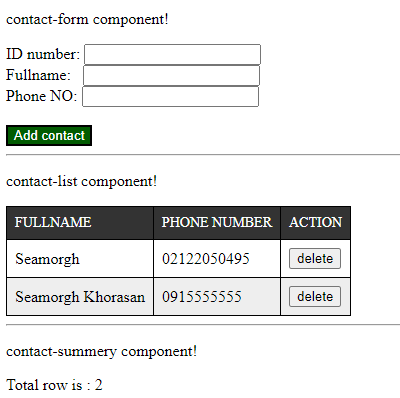 contact-form component!
ID number:
Fullname:
Phone NO:
Add contact
contact-list component!
FULLNAME PHONE NUMBER ACTION
Seamorgh 02122050495 delete
Seamorgh Khorasan 0915555555 delete
contact-summery component!
Total row is : 2